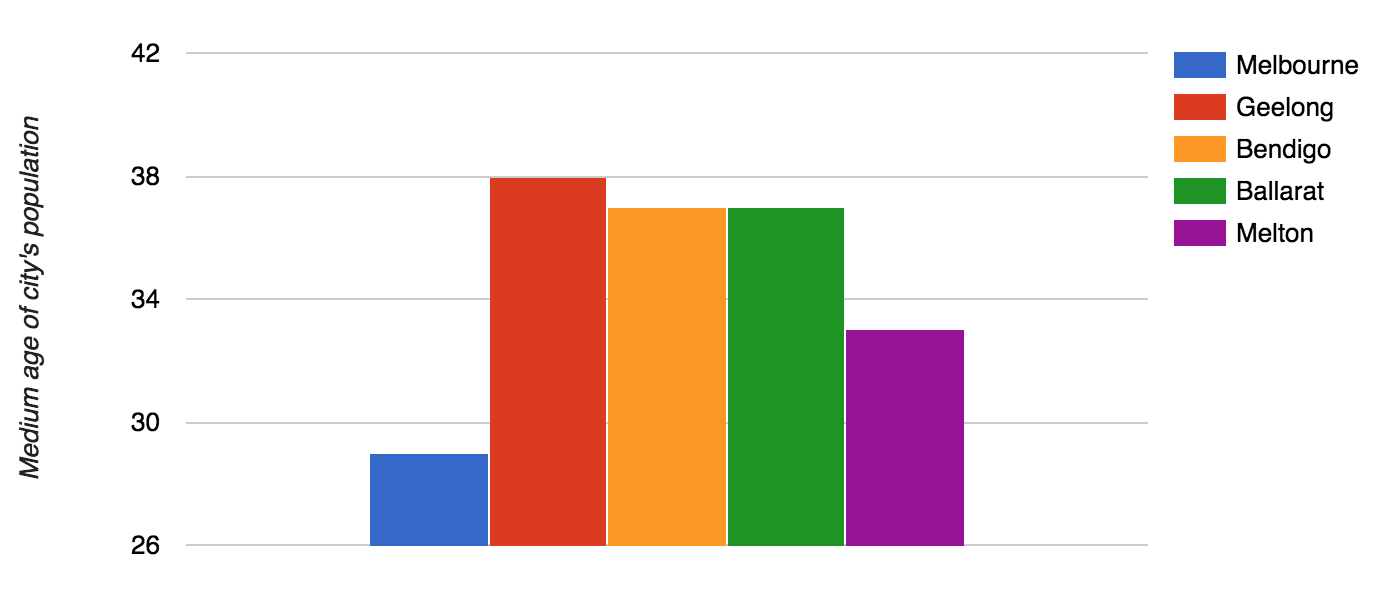 Medium age of city's population
42
38
34
30
26
Melbourne
Geelong
Bendigo
Ballarat
Melton